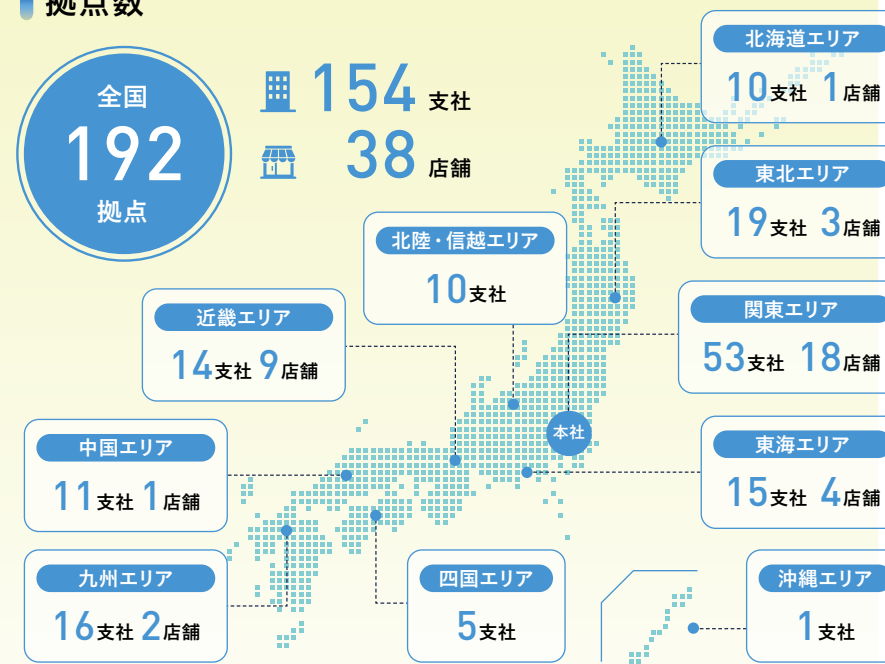 拠点数
全国
192
拠点
154 支社
38 店舗
北海道エリア
10支社 1店舗
東北エリア
19支社 3店舗
北陸・信越エリア
10支社
関東エリア
53支社 18店舗
近畿エリア
14支社 9店舗
本社
中国エリア
11支社 1店舗
東海エリア
15支社 4店舗
九州エリア
16支社 2店舗
四国エリア
5支社
沖縄エリア
1支社